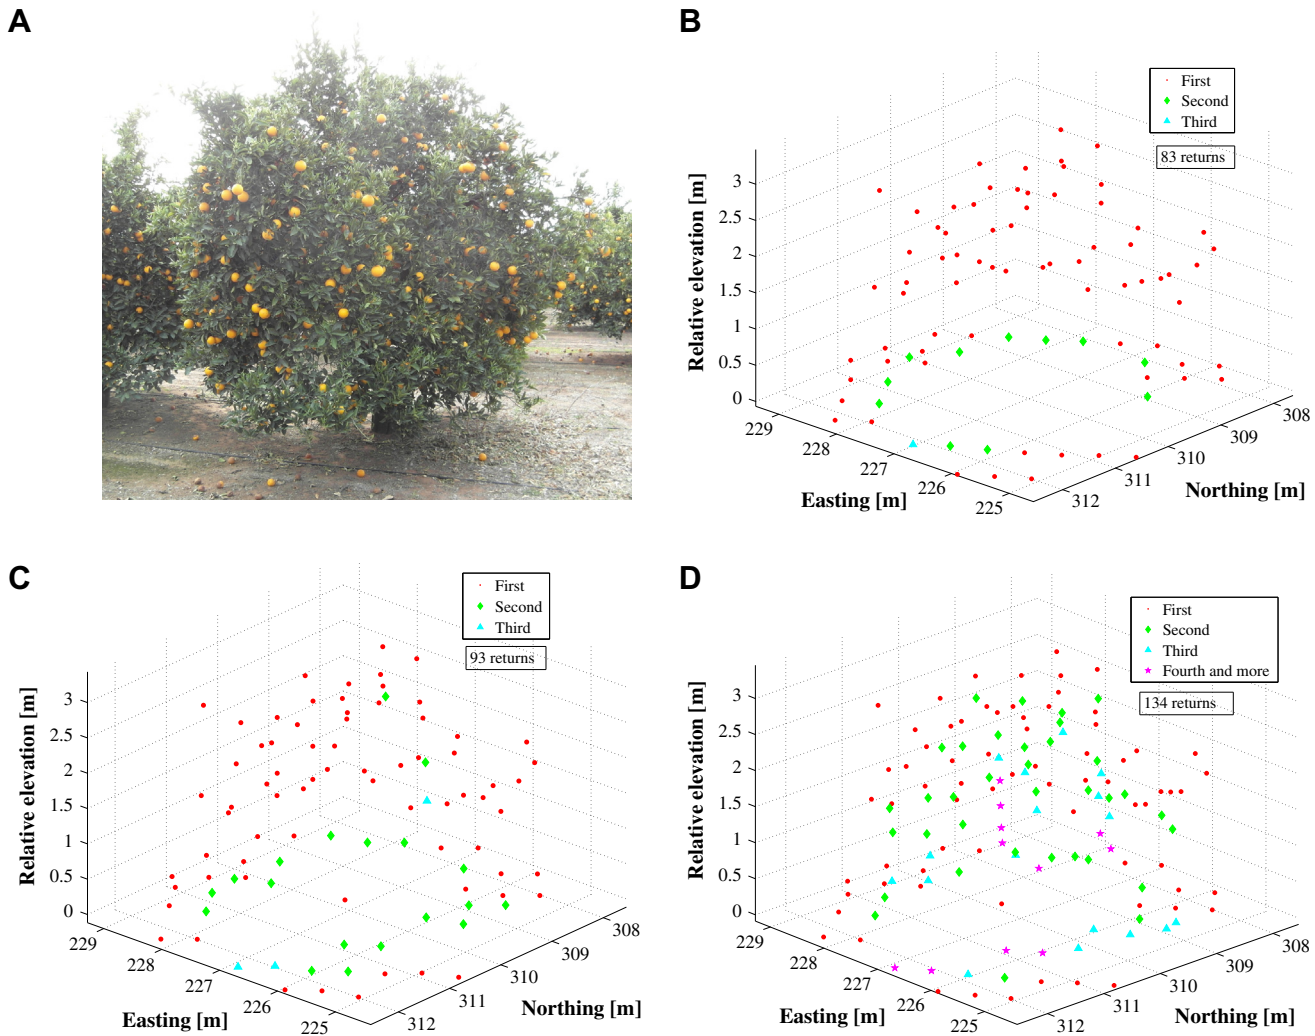 A
B
First
Second
Third
83 returns
3
2.5
2
1.5
1
0.5
0
Relative elevation [m]
229
228
227
226
225
Easting [m]
312
311
310
309
308
Northing [m]
C
First
Second
Third
93 returns
3
2.5
2
1.5
1
0.5
0
Relative elevation [m]
229
228
227
226
225
Easting [m]
312
311
310
309
308
Northing [m]
D
First
Second
Third
Fourth and more
134 returns
3
2.5
2
1.5
1
0.5
0
Relative elevation [m]
229
228
227
226
225
Easting [m]
312
311
310
309
308
Northing [m]